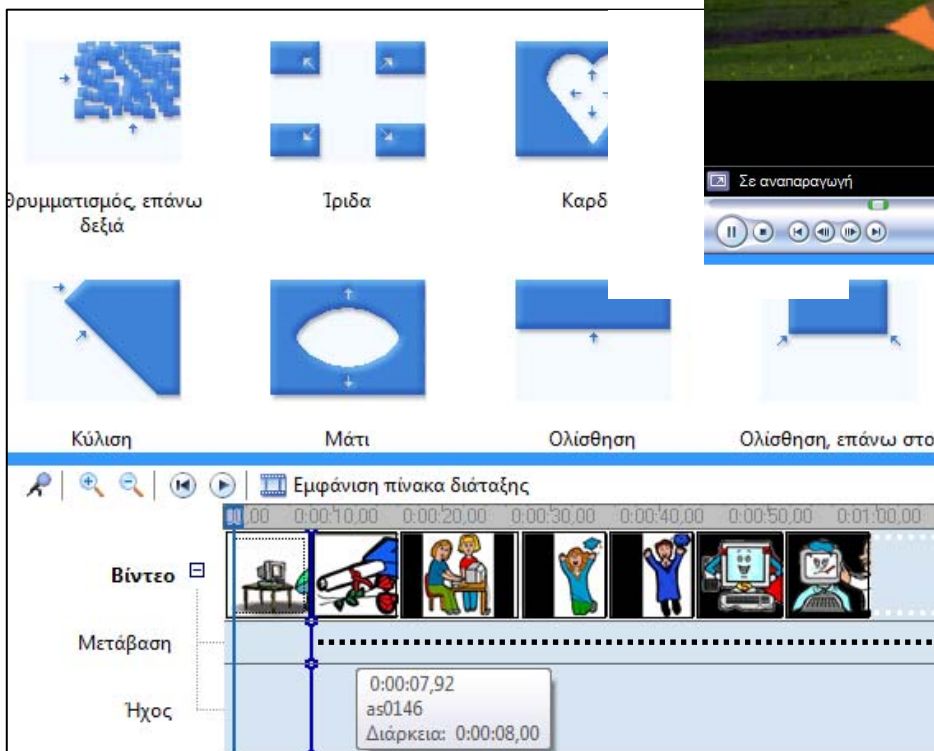 Σε αναπαραγωγή
Θρυμματισμός, επάνω
δεξιά
Ίριδα
Καρδ
Κύλιση
Μάτι
Ολίσθηση
Ολίσθηση, επάνω στο
Εμφάνιση πίνακα διάταξης
00 0:00:10,00 0:00:20,00 0:00:30,00 0:00:40,00 0:00:50,00 0:01:00,00
Βίντεο
Μετάβαση
Ήχος
0:00:07,92
as0146
Διάρκεια: 0:00:08,00